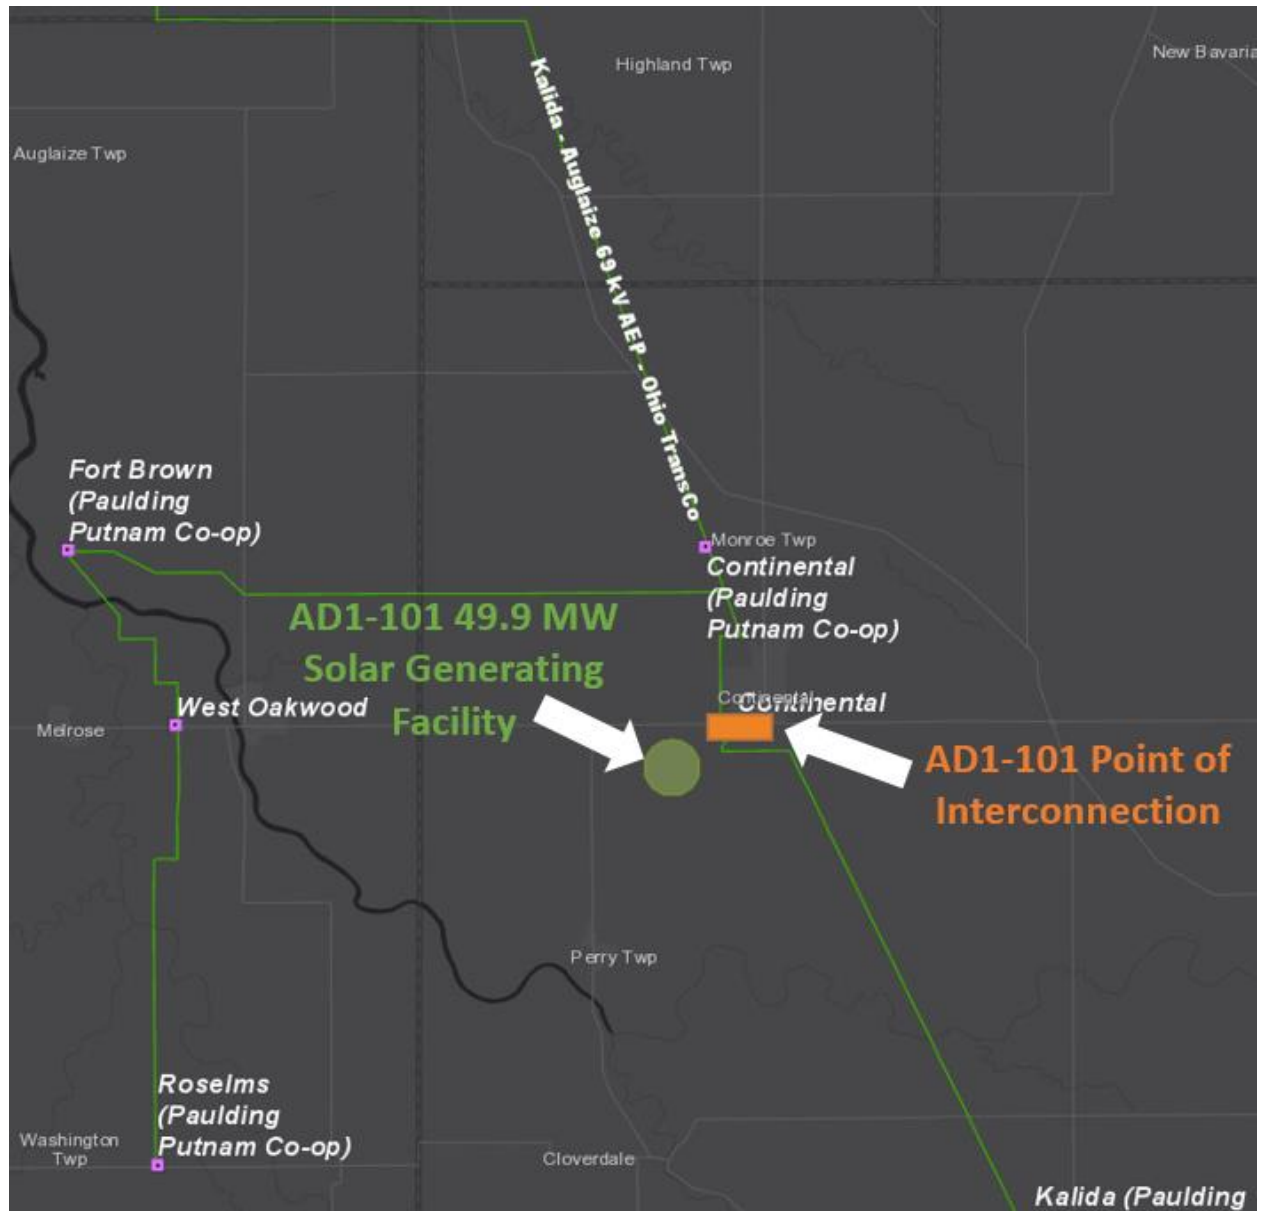 Highland Twp
New Bavaria
Auglaize Twp
Kalida - Auglaize 69 kV AEP - Ohio TransCo
Fort Brown
(Paulding
Putnam Co-op)
Monroe Twp
Continental
(Paulding
Putnam Co-op)
AD1-101 49.9 MW
Solar Generating
Facility
West Oakwood
Melrose
Continental
Continental
AD1-101 Point of
Interconnection
Perry Twp
Roselms
(Paulding
Putnam Co-op)
Washington
Twp
Cloverdale
Kalida (Paulding